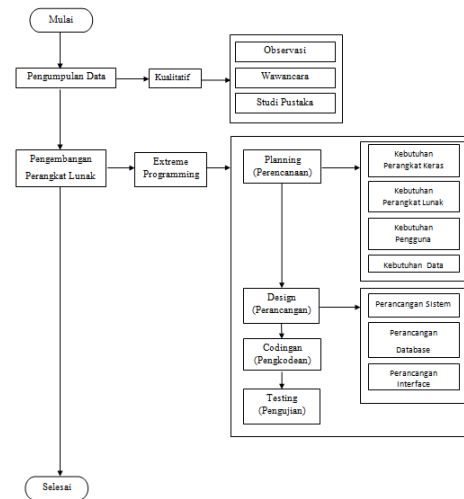 Mulai
Pengumpulan Data
Kualitatif
Observasi
Wawancara
Studi Pustaka
Pengembangan
Perangkat Lunak
Extreme
Programming
Planning
(Perencanaan)
Kebutuhan
Perangkat Keras
Kebutuhan
Perangkat Lunak
Kebutuhan
Pengguna
Kebutuhan Data
Design
(Perancangan)
Perancangan Sistem
Perancangan
Database
Perancangan
Interface
Codingan
(Pengkodean)
Testing
(Pengujian)
Selesai